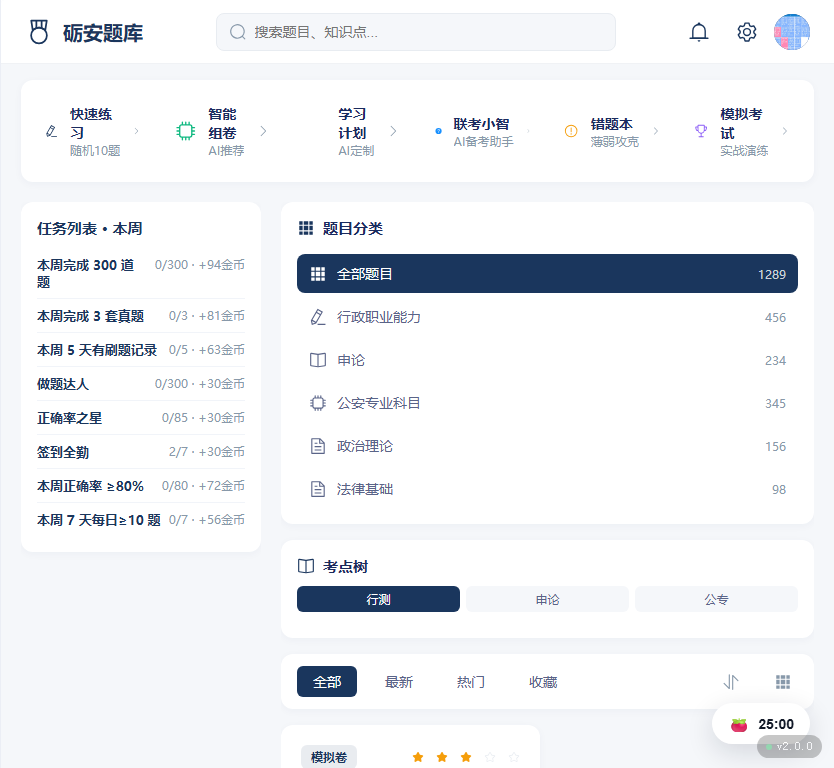 砺安题库
搜索题目、知识点...
快速练
习
随机10题
智能
组卷
AI推荐
学习
计划
AI定制
联考小智
AI备考助手
错题本
薄弱攻克
模拟考
试
实战演练
任务列表 • 本周
本周完成 300 道
题
0/300 · +94金币
本周完成 3 套真题 0/3 · +81金币
本周 5 天有刷题记录 0/5 · +63金币
做题达人 0/300 · +30金币
正确率之星 0/85 · +30金币
签到全勤 2/7 · +30金币
本周正确率 ≥80% 0/80 · +72金币
本周 7 天每日≥10 题 0/7 · +56金币
题目分类
全部题目 1289
行政职业能力 456
申论 234
公安专业科目 345
政治理论 156
法律基础 98
考点树
行测 申论 公专
全部 最新 热门 收藏
25:00
v2.0.0
模拟卷